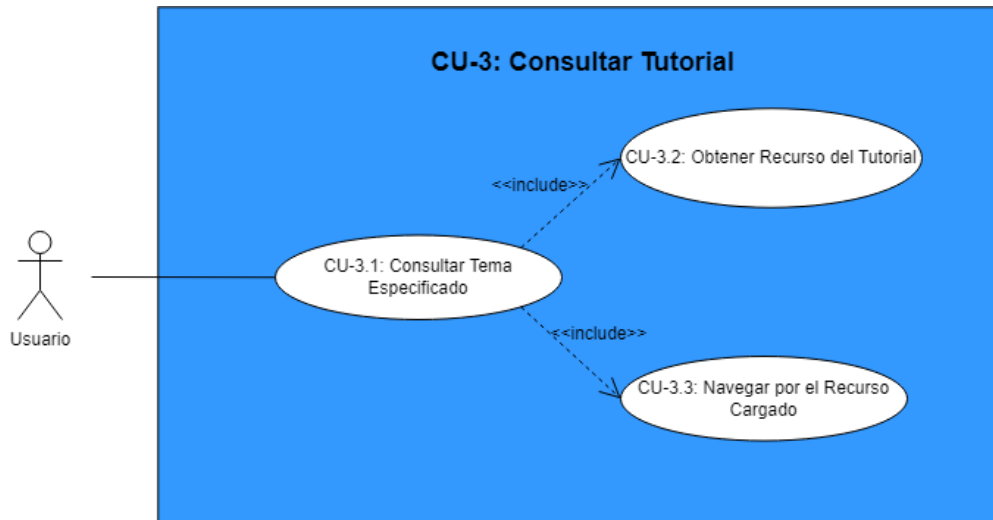 CU-3: Consultar Tutorial
CU-3.2: Obtener Recurso del Tutorial
<<include>>
CU-3.1: Consultar Tema
Especificado
Usuario
<<include>>
CU-3.3: Navegar por el Recurso
Cargado